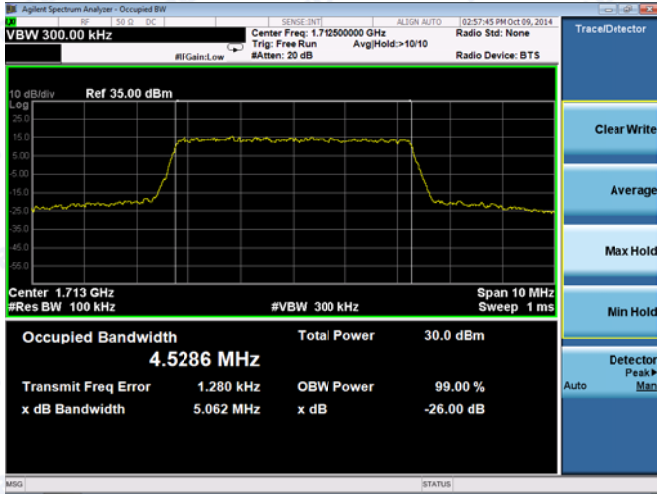 Agilent Spectrum Analyzer - Occupied BW
RF 50 Ω DC SENSE:INT ALIGN AUTO 02:57:45 PM Oct 09, 2014
VBW 300.00 kHz
Center Freq: 1.712500000 GHz
Radio Std: None
Trig: Free Run Avg|Hold:>10/10
#IFGain:Low
#Atten: 20 dB
Radio Device: BTS
Trace/Detector
10 dB/div Ref 35.00 dBm
Log
25.0
15.0
5.00
-5.00
-15.0
-25.0
-35.0
-45.0
-55.0
Clear Write
Average
Max Hold
Min Hold
Detector
Peak▶
Auto Man
Center 1.713 GHz Span 10 MHz
#Res BW 100 kHz #VBW 300 kHz Sweep 1 ms
Occupied Bandwidth Total Power 30.0 dBm
4.5286 MHz
Transmit Freq Error 1.280 kHz OBW Power 99.00 %
x dB Bandwidth 5.062 MHz x dB -26.00 dB
MSG STATUS